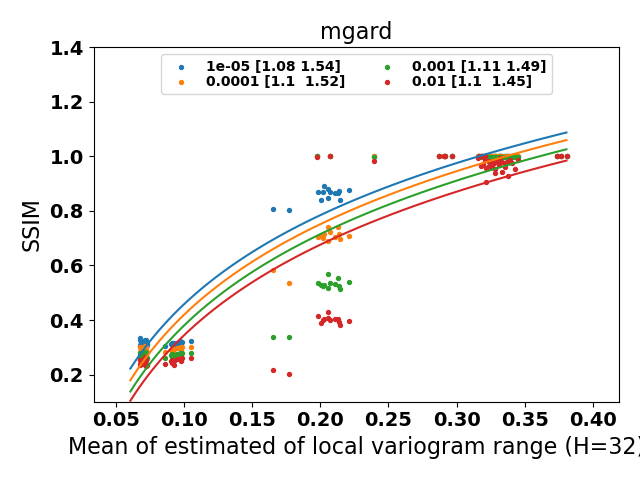 mgard
1e-05 [1.08 1.54]
0.0001 [1.1  1.52]
0.001 [1.11 1.49]
0.01 [1.1  1.45]
SSIM
1.4
1.2
1.0
0.8
0.6
0.4
0.2
0.05 0.10 0.15 0.20 0.25 0.30 0.35 0.40
Mean of estimated of local variogram range (H=32)